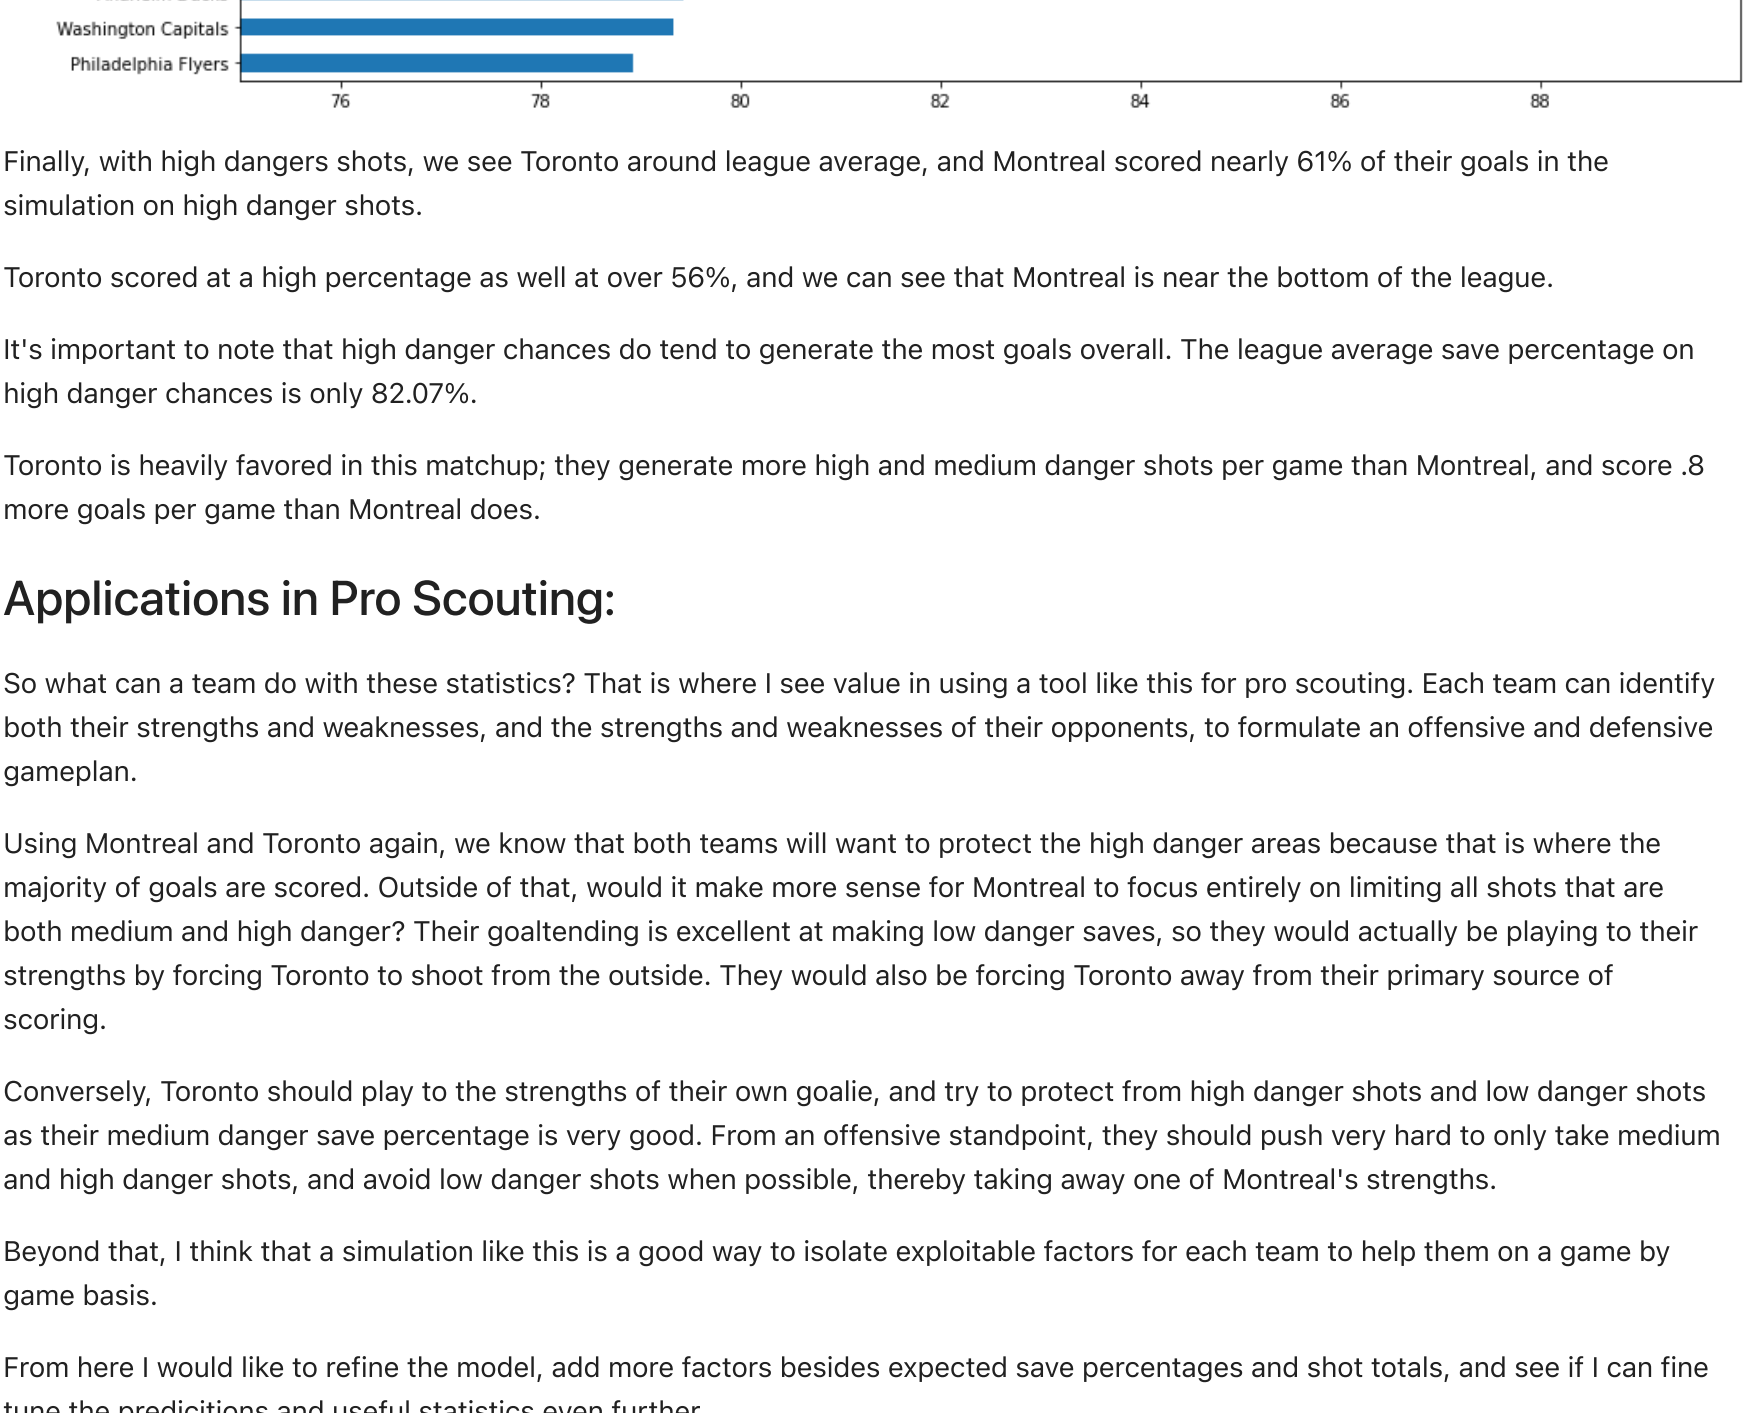 Washington Capitals
Philadelphia Flyers
76 78 80 82 84 86 88
Finally, with high dangers shots, we see Toronto around league average, and Montreal scored nearly 61% of their goals in the
simulation on high danger shots.
Toronto scored at a high percentage as well at over 56%, and we can see that Montreal is near the bottom of the league.
It's important to note that high danger chances do tend to generate the most goals overall. The league average save percentage on
high danger chances is only 82.07%.
Toronto is heavily favored in this matchup; they generate more high and medium danger shots per game than Montreal, and score .8
more goals per game than Montreal does.
Applications in Pro Scouting:
So what can a team do with these statistics? That is where I see value in using a tool like this for pro scouting. Each team can identify
both their strengths and weaknesses, and the strengths and weaknesses of their opponents, to formulate an offensive and defensive
gameplan.
Using Montreal and Toronto again, we know that both teams will want to protect the high danger areas because that is where the
majority of goals are scored. Outside of that, would it make more sense for Montreal to focus entirely on limiting all shots that are
both medium and high danger? Their goaltending is excellent at making low danger saves, so they would actually be playing to their
strengths by forcing Toronto to shoot from the outside. They would also be forcing Toronto away from their primary source of
scoring.
Conversely, Toronto should play to the strengths of their own goalie, and try to protect from high danger shots and low danger shots
as their medium danger save percentage is very good. From an offensive standpoint, they should push very hard to only take medium
and high danger shots, and avoid low danger shots when possible, thereby taking away one of Montreal's strengths.
Beyond that, I think that a simulation like this is a good way to isolate exploitable factors for each team to help them on a game by
game basis.
From here I would like to refine the model, add more factors besides expected save percentages and shot totals, and see if I can fine
tune the predicitions and useful statistics even further.